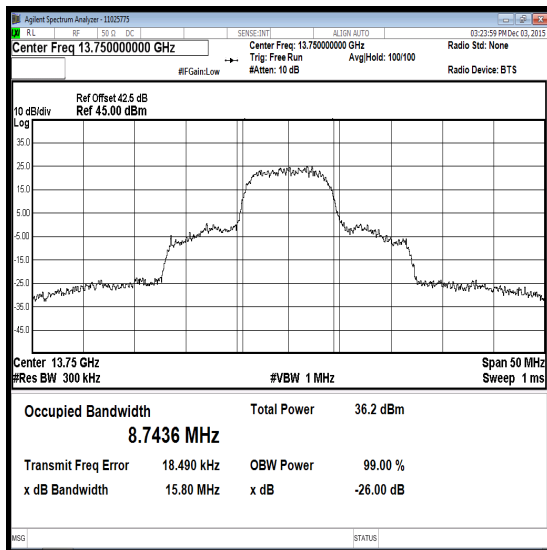 Agilent Spectrum Analyzer - 11025775
RL RF 50 Ω DC SENSE:INT ALIGN AUTO 03:23:59 PM Dec 03, 2015
Center Freq 13.750000000 GHz
Center Freq: 13.750000000 GHz
Radio Std: None
Trig: Free Run Avg|Hold: 100/100
#IFGain:Low #Atten: 10 dB Radio Device: BTS
Ref Offset 42.5 dB
10 dB/div Ref 45.00 dBm
Log
35.0
25.0
15.0
5.00
-5.00
-15.0
-25.0
-35.0
-45.0
Center 13.75 GHz Span 50 MHz
#Res BW 300 kHz #VBW 1 MHz Sweep 1 ms
Occupied Bandwidth Total Power 36.2 dBm
8.7436 MHz
Transmit Freq Error 18.490 kHz OBW Power 99.00 %
x dB Bandwidth 15.80 MHz x dB -26.00 dB
MSG STATUS